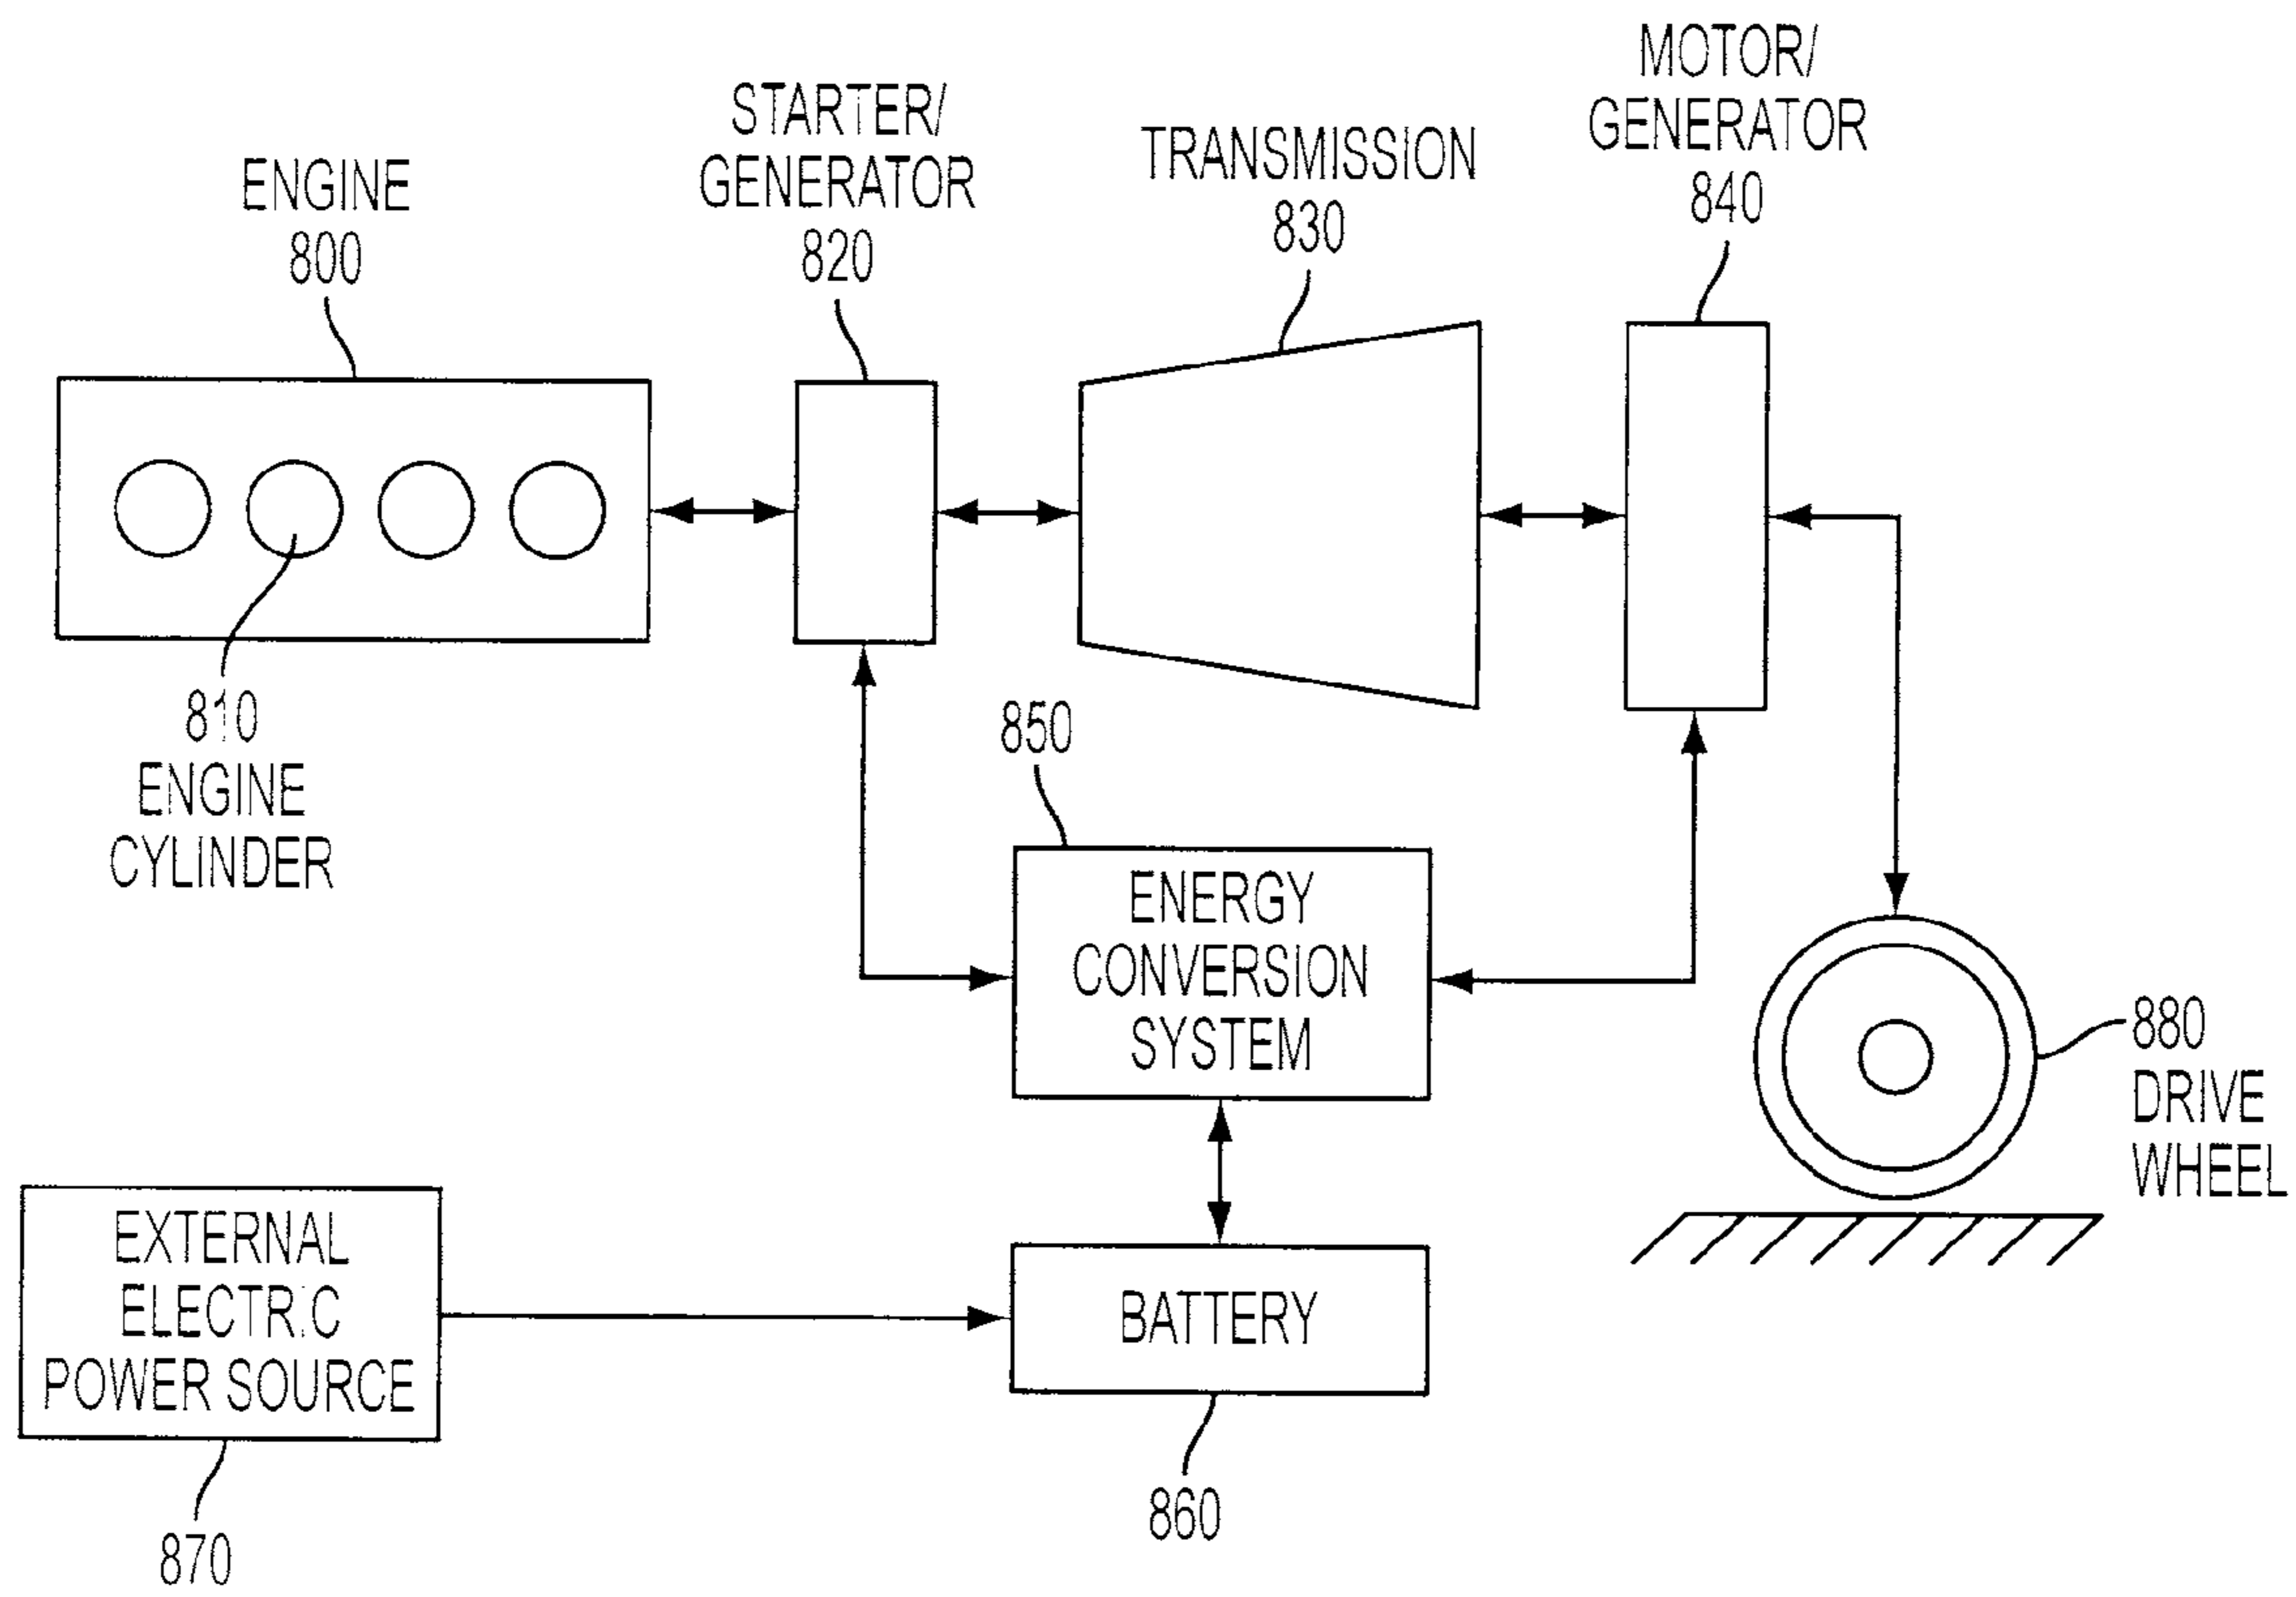 ENGINE
800
STARTER/
GENERATOR
820
TRANSMISSION
830
MOTOR/
GENERATOR
840
810
ENGINE
CYLINDER
850
ENERGY
CONVERSION
SYSTEM
880
DRIVE
WHEEL
EXTERNAL
ELECTRIC
POWER SOURCE
870
BATTERY
860